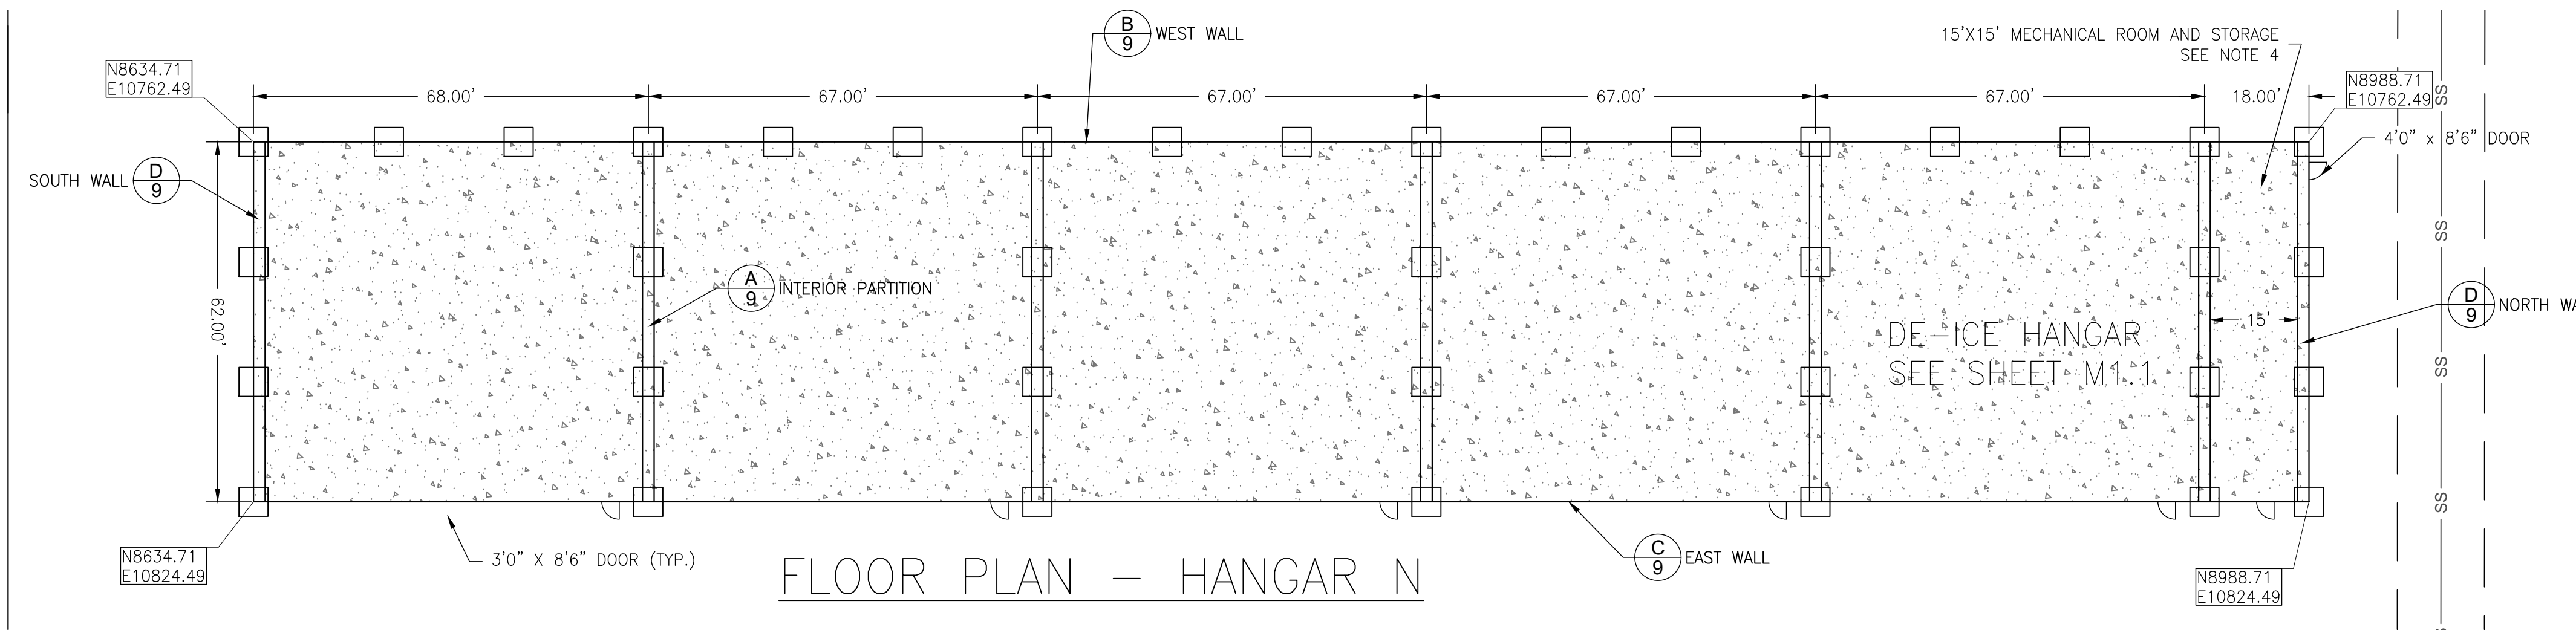 B
9
WEST WALL
15'X15' MECHANICAL ROOM AND STORAGE
SEE NOTE 4
N8634.71
E10762.49
68.00'
67.00'
67.00'
67.00'
67.00'
18.00'
N8988.71
E10762.49
SS
4'0" x 8'6" DOOR
SOUTH WALL
D
9
SS
A
9
INTERIOR PARTITION
62.00'
DE-ICE HANGAR
SEE SHEET M1.1
15'
D
9
NORTH WA
SS
SS
3'0" X 8'6" DOOR (TYP.)
N8634.71
E10824.49
FLOOR PLAN - HANGAR N
C
9
EAST WALL
N8988.71
E10824.49